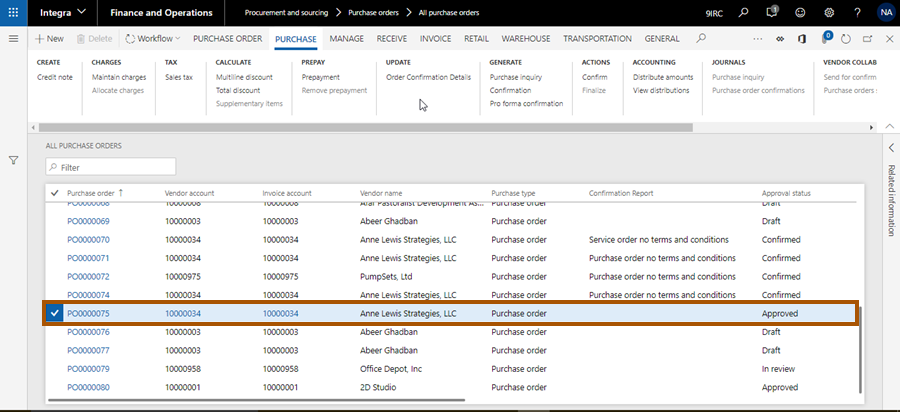 Integra Finance and Operations Procurement and sourcing Purchase orders All purchase orders 9IRC 1 ? NA
New Delete Workflow PURCHASE ORDER PURCHASE MANAGE RECEIVE INVOICE RETAIL WAREHOUSE TRANSPORTATION GENERAL ... 0
CREATE CHARGES TAX CALCULATE PREPAY UPDATE GENERATE ACTIONS ACCOUNTING JOURNALS VENDOR COLLAB
Credit note Maintain charges Sales tax Multiline discount Prepayment Order Confirmation Details Purchase inquiry Confirm Distribute amounts Purchase inquiry Send for confirm
Allocate charges Total discount Remove prepayment Confirmation Finalize View distributions Purchase order confirmations Purchase orders
Supplementary items Pro forma confirmation
ALL PURCHASE ORDERS
Filter
Related information
Purchase order ↑ Vendor account Invoice account Vendor name Purchase type Confirmation Report Approval status
PO0000068 10000008 10000008 Arar Pastoralist Development As... Purchase order Draft
PO0000069 10000003 10000003 Abeer Ghadban Purchase order Draft
PO0000070 10000034 10000034 Anne Lewis Strategies, LLC Purchase order Service order no terms and conditions Confirmed
PO0000071 10000034 10000034 Anne Lewis Strategies, LLC Purchase order Purchase order no terms and conditions Confirmed
PO0000072 10000975 10000975 PumpSets, Ltd Purchase order Purchase order no terms and conditions Confirmed
PO0000074 10000034 10000034 Anne Lewis Strategies, LLC Purchase order Purchase order no terms and conditions Confirmed
PO0000075 10000034 10000034 Anne Lewis Strategies, LLC Purchase order Approved
PO0000076 10000003 10000003 Abeer Ghadban Purchase order Draft
PO0000077 10000003 10000003 Abeer Ghadban Purchase order Draft
PO0000079 10000958 10000958 Office Depot, Inc Purchase order In review
PO0000080 10000001 10000001 2D Studio Purchase order Approved